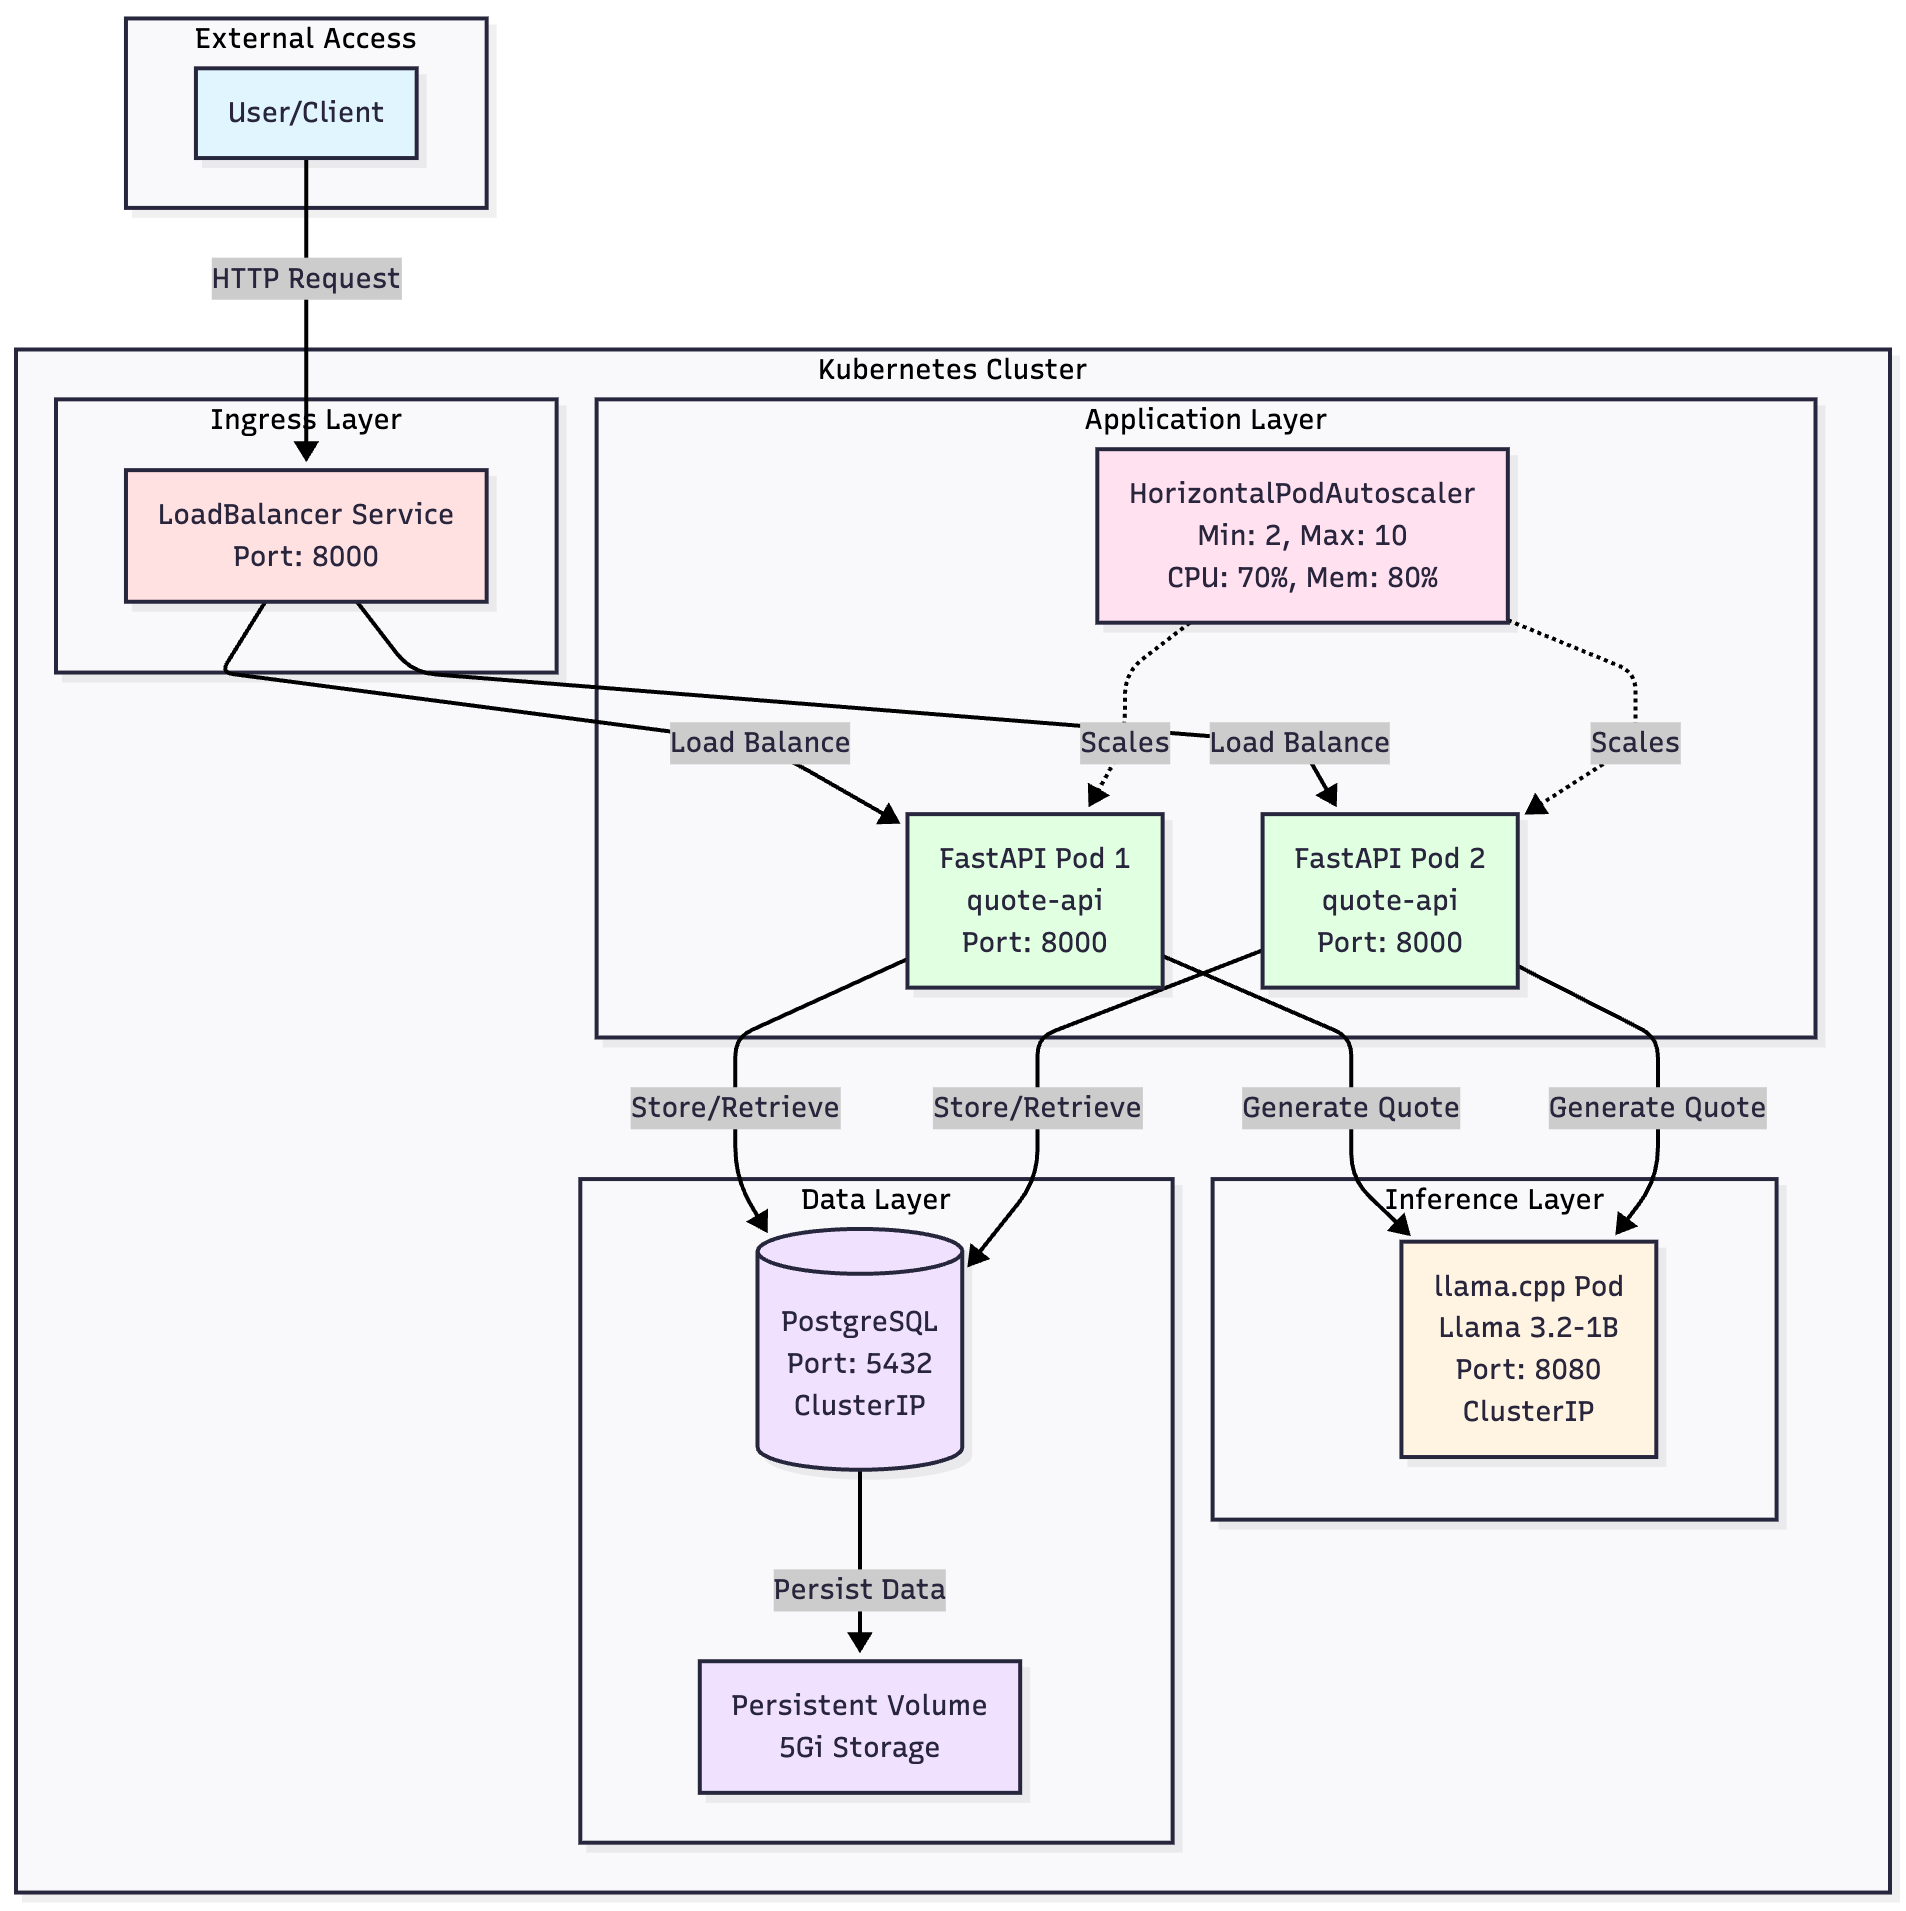 External Access
User/Client
HTTP Request
Kubernetes Cluster
Ingress Layer
LoadBalancer Service
Port: 8000
Application Layer
HorizontalPodAutoscaler
Min: 2, Max: 10
CPU: 70%, Mem: 80%
Load Balance
Scales
Load Balance
Scales
FastAPI Pod 1
quote-api
Port: 8000
FastAPI Pod 2
quote-api
Port: 8000
Store/Retrieve
Store/Retrieve
Generate Quote
Generate Quote
Data Layer
PostgreSQL
Port: 5432
ClusterIP
Persist Data
Persistent Volume
5Gi Storage
Inference Layer
llama.cpp Pod
Llama 3.2-1B
Port: 8080
ClusterIP